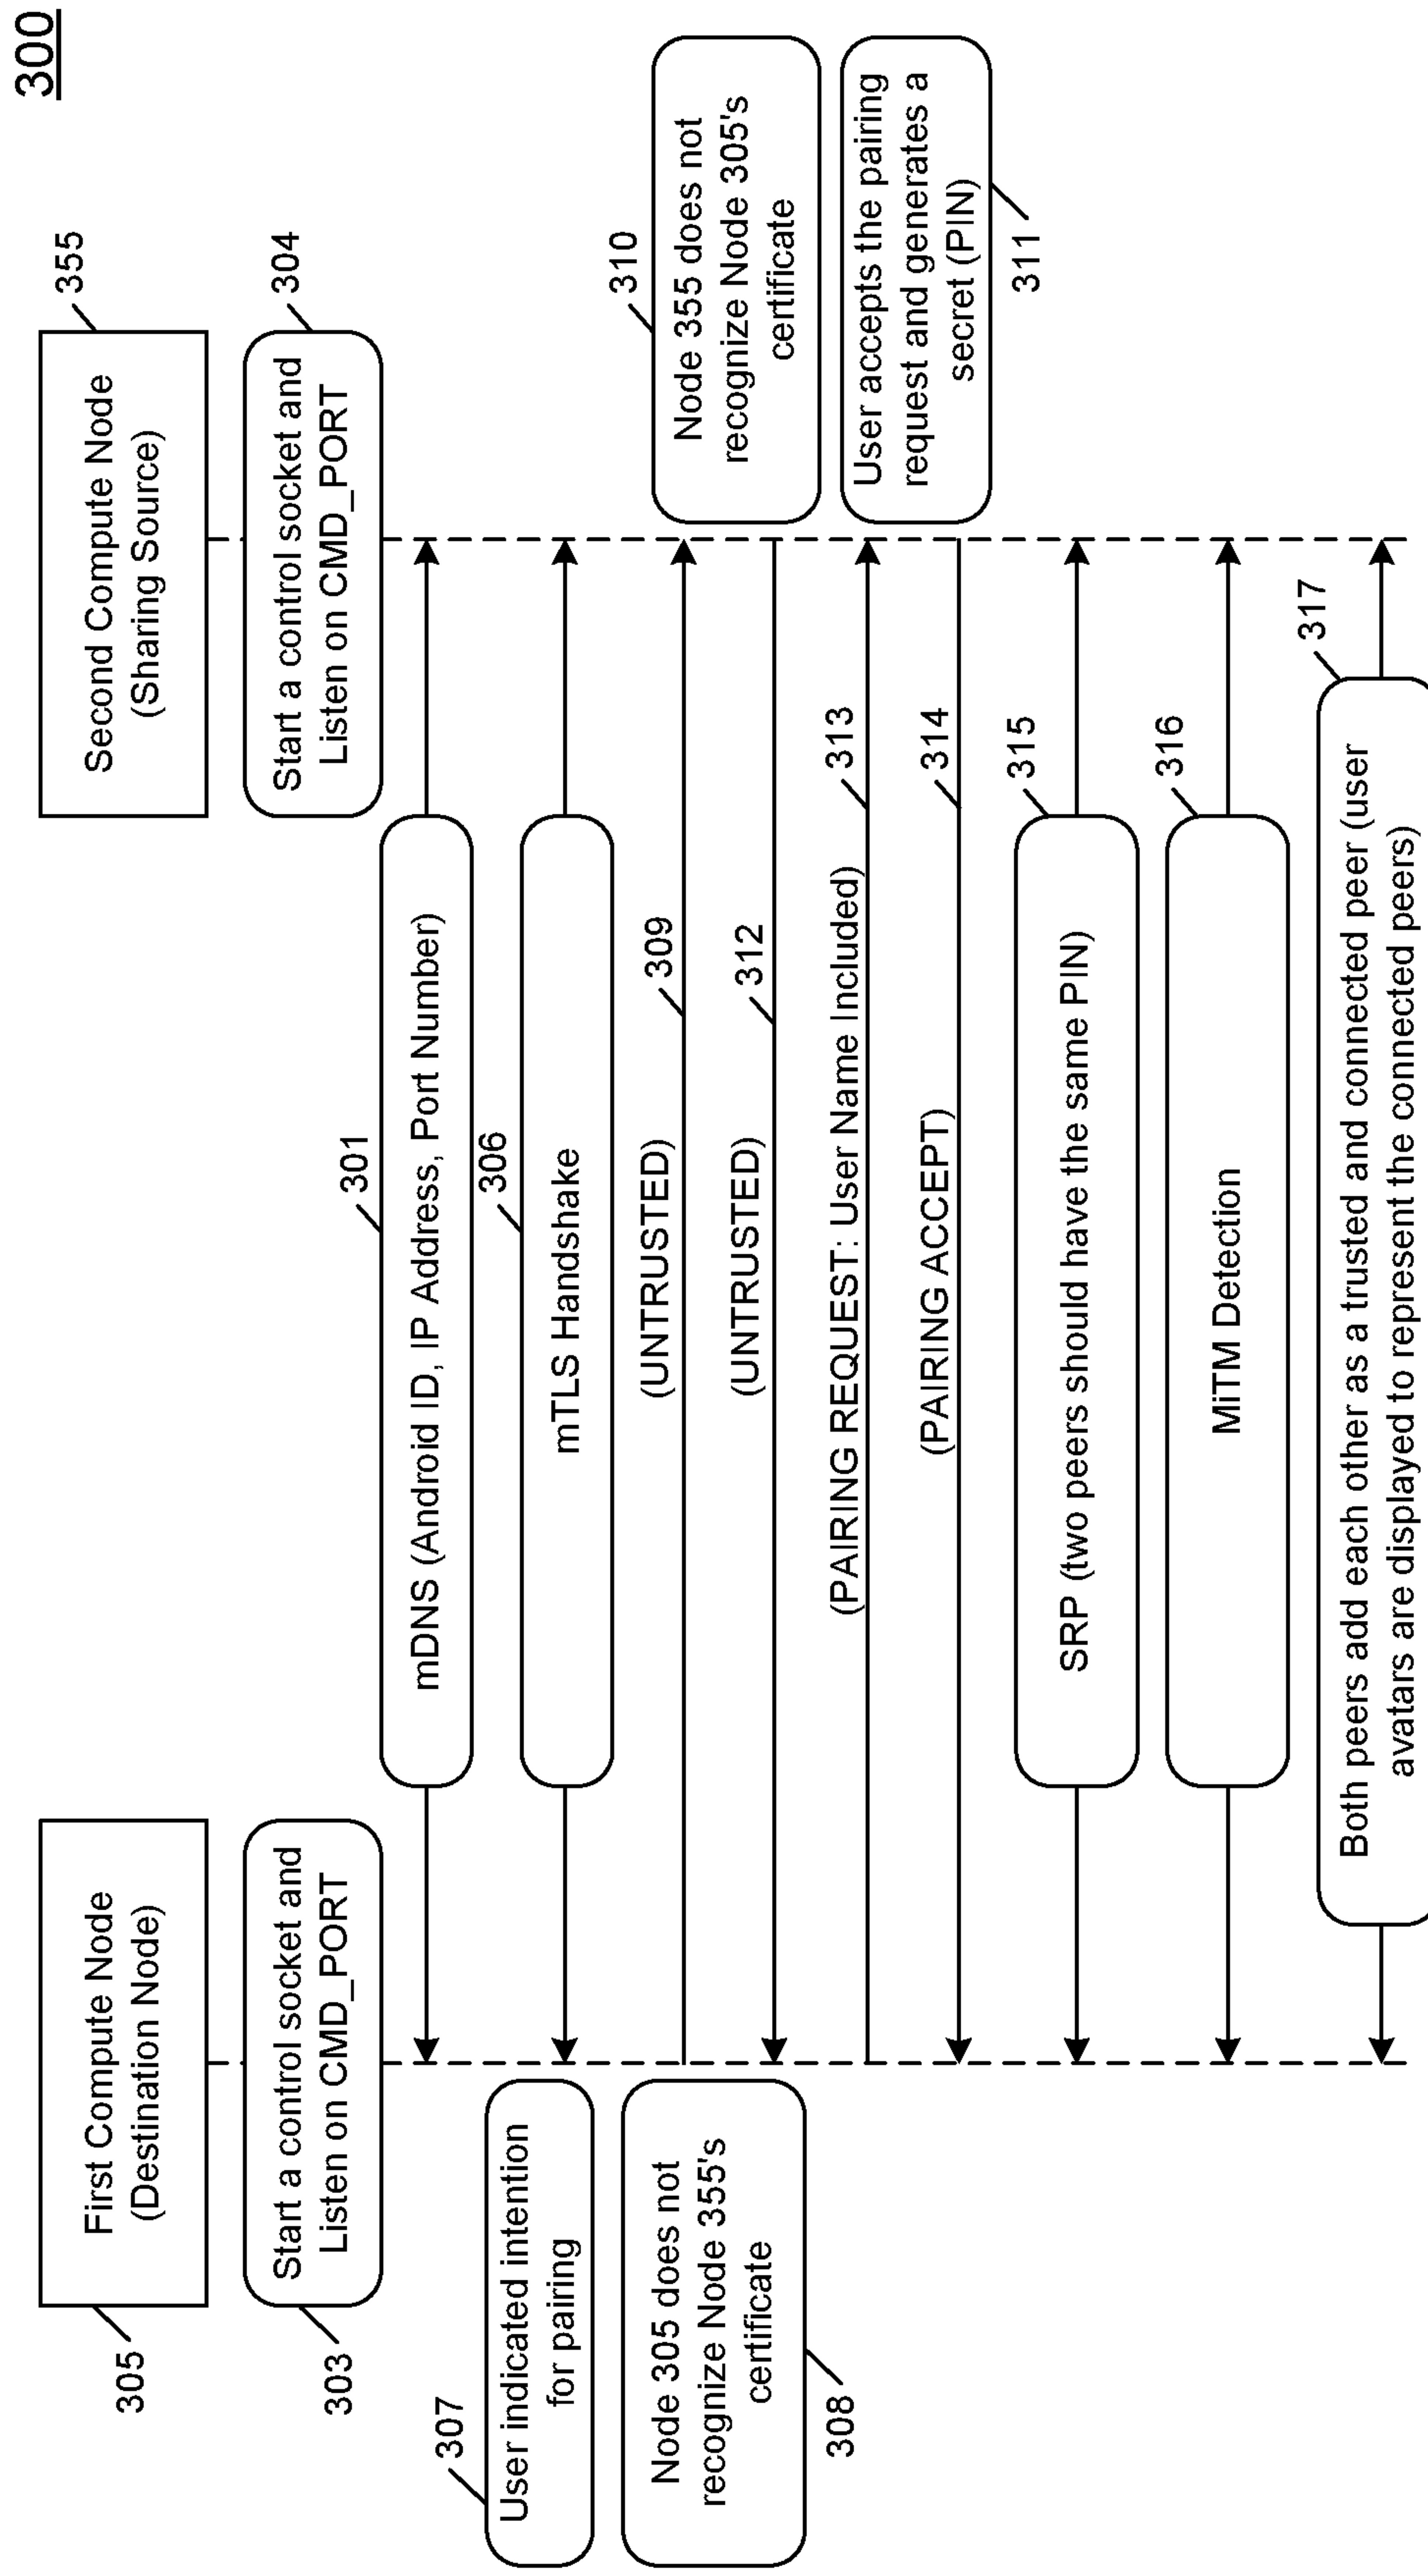 300
First Compute Node
(Destination Node)
305
Second Compute Node
(Sharing Source)
355
Start a control socket and
Listen on CMD_PORT
303
Start a control socket and
Listen on CMD_PORT
304
301
mDNS (Android ID, IP Address, Port Number)
307
User indicated intention
for pairing
306
mTLS Handshake
Node 305 does not
recognize Node 355's
certificate
308
(UNTRUSTED)
309
310
Node 355 does not
recognize Node 305's
certificate
(UNTRUSTED)
312
(PAIRING REQUEST: User Name Included)
313
User accepts the pairing
request and generates a
secret (PIN)
311
(PAIRING ACCEPT)
314
315
SRP (two peers should have the same PIN)
316
MiTM Detection
317
Both peers add each other as a trusted and connected peer (user
avatars are displayed to represent the connected peers)